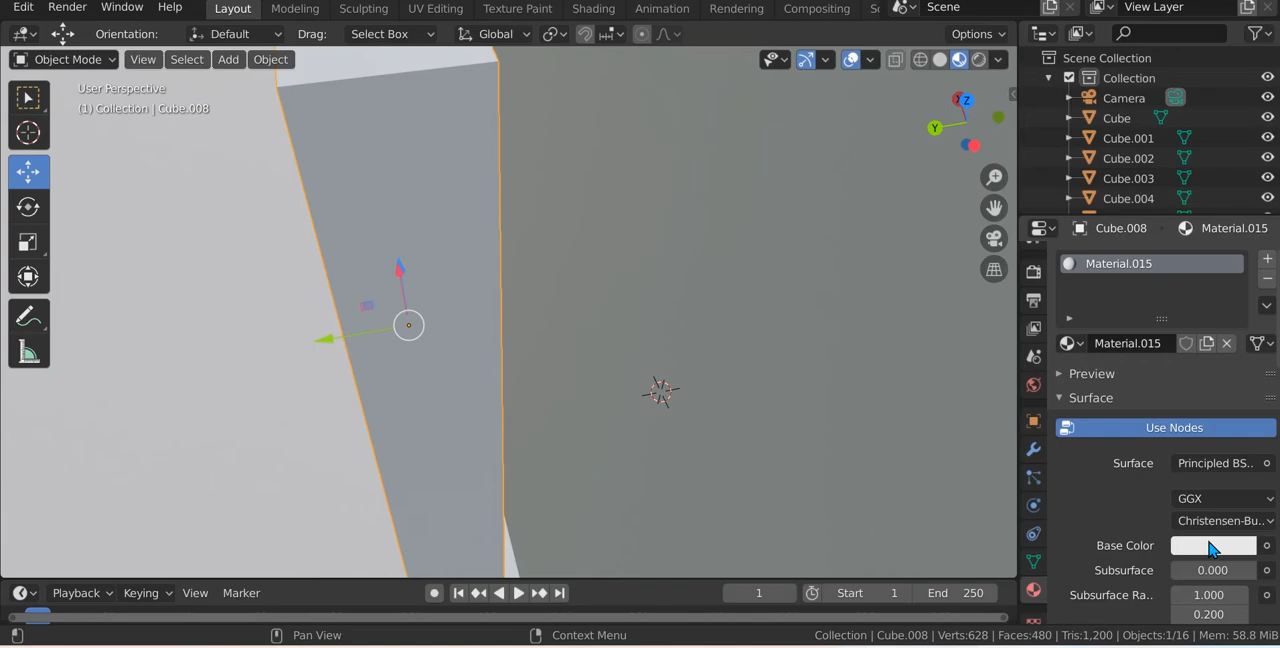 Edit Render Window Help Layout Modeling Sculpting UV Editing Texture Paint Shading Animation Rendering Compositing Scene View Layer
Orientation: Default Drag: Select Box Global Options
Object Mode View Select Add Object
User Perspective
(1) Collection | Cube.008
X Z
Y
Scene Collection
Collection
Camera
Cube
Cube.001
Cube.002
Cube.003
Cube.004
Cube.008 Material.015
Material.015
Material.015
Preview
Surface
Use Nodes
Surface Principled BS..
GGX
Christensen-Bu..
Base Color
Subsurface 0.000
Subsurface Ra.. 1.000
0.200
Playback Keying View Marker 1 Start 1 End 250
Pan View Context Menu Collection | Cube.008 | Verts:628 | Faces:480 | Tris:1,200 | Objects:1/16 | Mem: 58.8 MiB